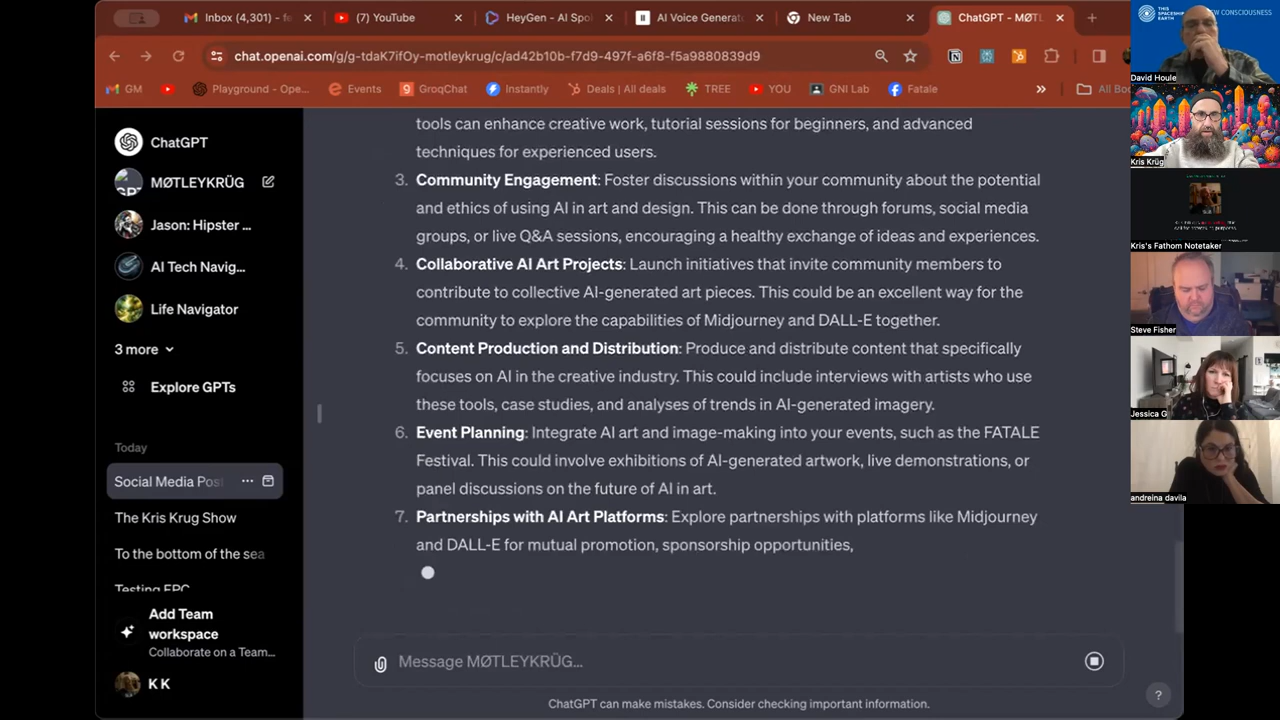 Inbox (4,301) - fe
(7) YouTube
HeyGen - AI Spo
AI Voice Generat
New Tab
ChatGPT - MØT
chat.openai.com/g/g-tdaK7ifOy-motleykrug/c/ad42b10b-f7d9-497f-a6f8-f5a9880839d9
GM
Playground - Ope...
Events
GroqChat
Instantly
Deals | All deals
TREE
YOU
GNI Lab
Fatale
»
All Bo
ChatGPT
MØTLEYKRÜG
Jason: Hipster ...
AI Tech Navig...
Life Navigator
3 more
Explore GPTs
Today
Social Media Pos
The Kris Krug Show
To the bottom of the sea
Testing EPC
Add Team
workspace
Collaborate on a Team...
K K
tools can enhance creative work, tutorial sessions for beginners, and advanced
techniques for experienced users.
3. Community Engagement: Foster discussions within your community about the potential
and ethics of using AI in art and design. This can be done through forums, social media
groups, or live Q&A sessions, encouraging a healthy exchange of ideas and experiences.
4. Collaborative AI Art Projects: Launch initiatives that invite community members to
contribute to collective AI-generated art pieces. This could be an excellent way for the
community to explore the capabilities of Midjourney and DALL-E together.
5. Content Production and Distribution: Produce and distribute content that specifically
focuses on AI in the creative industry. This could include interviews with artists who use
these tools, case studies, and analyses of trends in AI-generated imagery.
6. Event Planning: Integrate AI art and image-making into your events, such as the FATALE
Festival. This could involve exhibitions of AI-generated artwork, live demonstrations, or
panel discussions on the future of AI in art.
7. Partnerships with AI Art Platforms: Explore partnerships with platforms like Midjourney
and DALL-E for mutual promotion, sponsorship opportunities,
Message MØTLEYKRÜG...
ChatGPT can make mistakes. Consider checking important information.
?
THIS
SPACESHIP
EARTH
EW CONSCIOUSNESS
David Houle
Kris Krüg
Kris's Fathom Notetaker
Steve Fisher
Jessica G
andreina davila